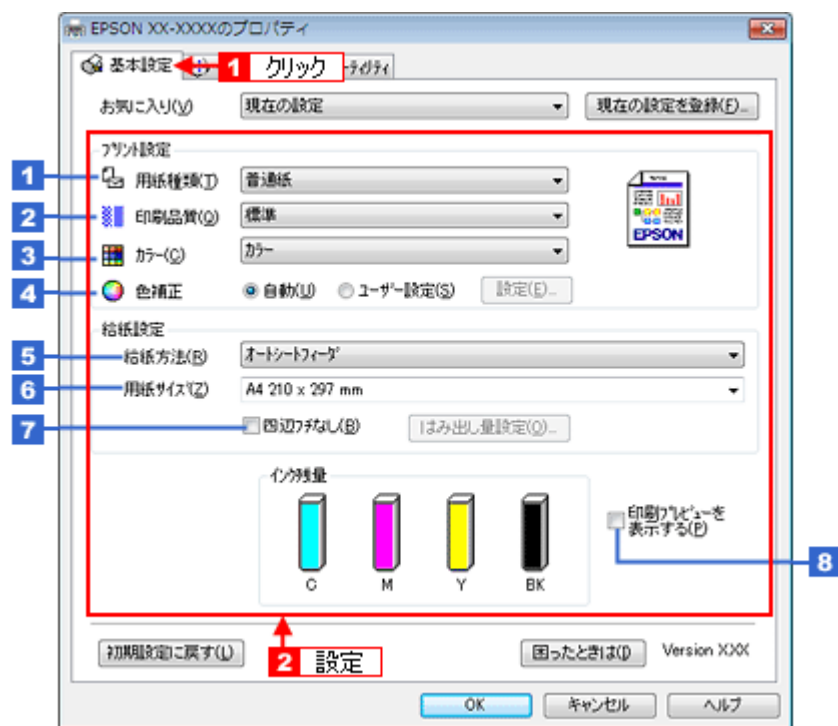 EPSON XX-XXXXのプロパティ
基本設定
1 クリック
ーティリティ
お気に入り(V) 現在の設定 現在の設定を登録(F)...
プリント設定
1 用紙種類(T) 普通紙
2 印刷品質(Q) 標準
3 カラー(C) カラー
4 色補正 自動(U) ユーザー設定(S) 設定(E)...
EPSON
給紙設定
5 給紙方法(R) オートシートフィーダ
6 用紙サイズ(Z) A4 210 x 297 mm
7 四辺フチなし(B) はみ出し量設定(O)...
インク残量
C M Y BK
印刷プレビューを
表示する(P)
8
初期設定に戻す(L) 2 設定 困ったときは(I) Version X.XX
OK キャンセル ヘルプ